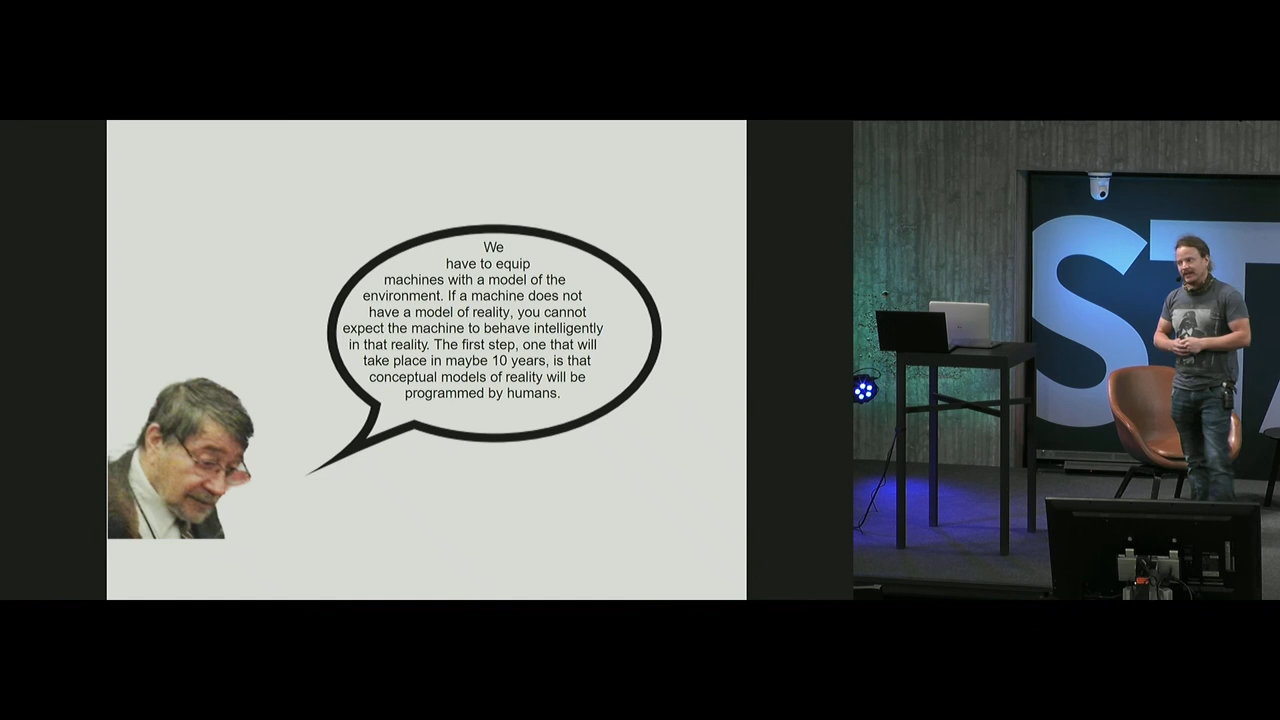 We
have to equip
machines with a model of the
environment. If a machine does not
have a model of reality, you cannot
expect the machine to behave intelligently
in that reality. The first step, one that will
take place in maybe 10 years, is that
conceptual models of reality will be
programmed by humans.
ST